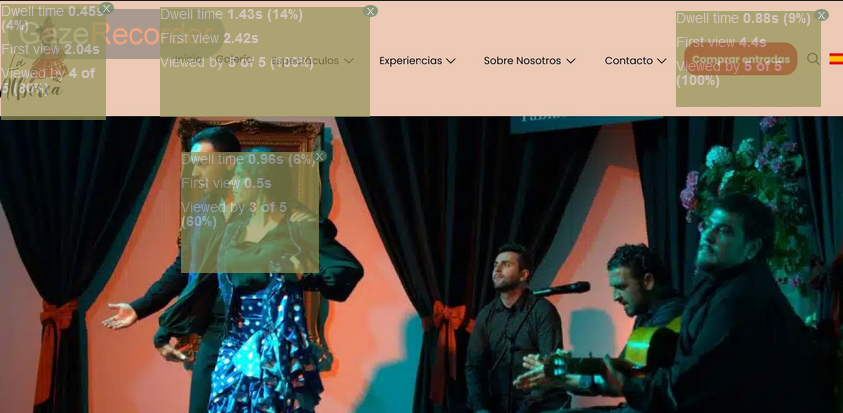 GazeRecorder
Dwell time 0.45s
(4%)
First view 2.04s
Viewed by 4 of
5 (80%)
X
Dwell time 1.43s (14%)
First view 2.42s
Viewed by 5 of 5 (100%)
X
Espectáculos
Experiencias
Sobre Nosotros
Contacto
Dwell time 0.88s (9%)
First view 4.4s
Viewed by 5 of 5
(100%)
X
Comprar entradas
Tabla
Dwell time 0.96s (6%)
First view 0.5s
Viewed by 3 of 5
(60%)
X